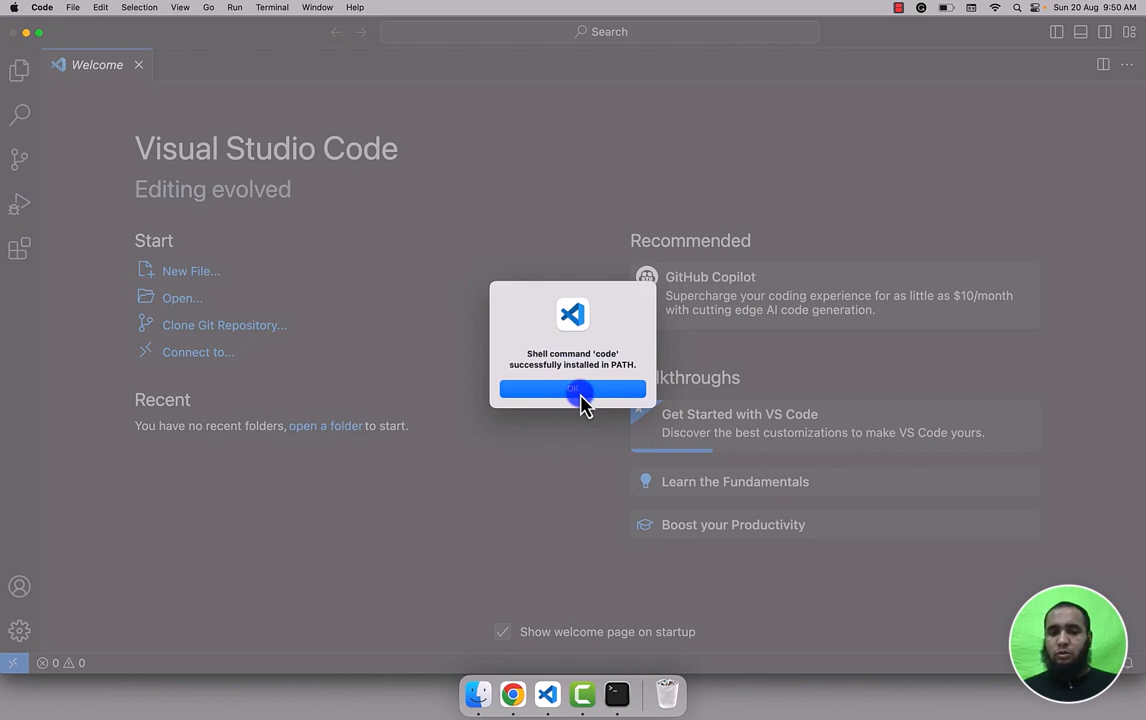 Code File Edit Selection View Go Run Terminal Window Help
Sun 20 Aug 9:50 AM
Search
Welcome
Visual Studio Code
Editing evolved
Start
New File...
Open...
Clone Git Repository...
Connect to...
Recent
You have no recent folders, open a folder to start.
Recommended
GitHub Copilot
Supercharge your coding experience for as little as $10/month
with cutting edge AI code generation.
lkthroughs
Get Started with VS Code
Discover the best customizations to make VS Code yours.
Learn the Fundamentals
Boost your Productivity
Shell command 'code'
successfully installed in PATH.
OK
Show welcome page on startup
0 0